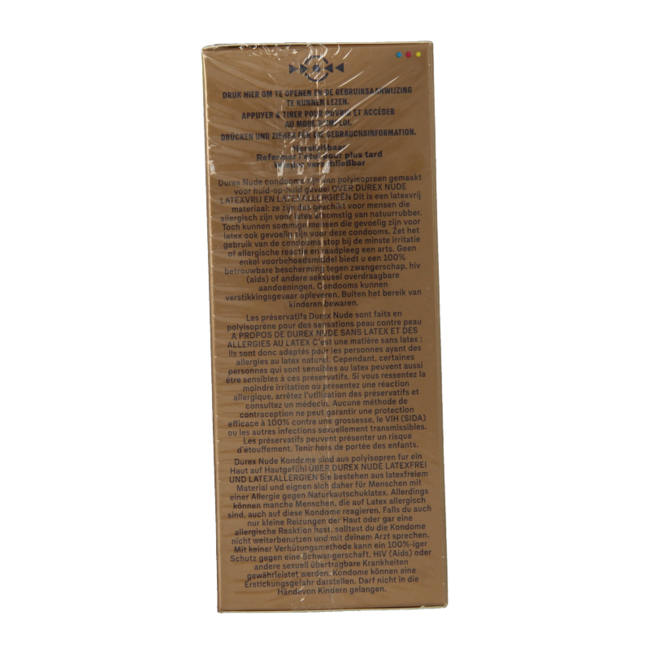 DRUK HIER OM TE OPENEN EN DE GEBRUIKSAANWIJZING
TE KUNNEN LEZEN.
APPUYER & TIRER POUR OUVRIR ET ACCÉDER
AU MODE D'EMPLOI.
DRÜCKEN UND ZIEHEN FÜR DIE GEBRAUCHSINFORMATION.
Hersluitbaar
Refermer l'étui pour plus tard
Wiederverschließbar
Durex Nude condooms zijn van polyisopreen gemaakt
voor huid-op-huid gevoel OVER DUREX NUDE
LATEXVRIJ EN LATEXALLERGIEËN Dit is een latexvrij
materiaal: ze zijn dus geschikt voor mensen die
allergisch zijn voor latex afkomstig van natuurrubber.
Toch kunnen sommige mensen die gevoelig zijn voor
latex ook gevoelig zijn voor deze condooms. Zet het
gebruik van de condooms stop bij de minste irritatie
of allergische reactie en raadpleeg een arts. Geen
enkel voorbehoedsmiddel biedt u een 100%
betrouwbare bescherming tegen zwangerschap, hiv
(aids) of andere seksueel overdraagbare
aandoeningen. Condooms kunnen
verstikkingsgevaar opleveren. Buiten het bereik van
kinderen bewaren.
Les préservatifs Durex Nude sont faits en
polyisoprène pour des sensations peau contre peau
A PROPOS DE DUREX NUDE SANS LATEX ET DES
ALLERGIES AU LATEX C'est une matière sans latex :
ils sont donc adaptés pour les personnes ayant des
allergies au latex naturel. Cependant, certaines
personnes qui sont sensibles au latex peuvent aussi
être sensibles à ces préservatifs. Si vous ressentez la
moindre irritation ou présentez une réaction
allergique, arrêtez l'utilisation des préservatifs et
consultez un médecin. Aucune méthode de
contraception ne peut garantir une protection
efficace à 100% contre une grossesse, le VIH (SIDA)
ou les autres infections sexuellement transmissibles.
Les préservatifs peuvent présenter un risque
d'étouffement. Tenir hors de portée des enfants.
Durex Nude Kondome sind aus polyisopren fur ein
Haut auf Hautgefühl ÜBER DUREX NUDE LATEXFREI
UND LATEXALLERGIEN Sie bestehen aus latexfreiem
Material und eignen sich daher für Menschen mit
einer Allergie gegen Naturkautschuklatex. Allerdings
können manche Menschen, die auf Latex allergisch
sind, auch auf diese Kondome reagieren. Falls du auch
nur kleine Reizungen der Haut oder gar eine
allergische Reaktion hast, solltest du die Kondome
nicht weiterbenutzen und mit deinem Arzt sprechen.
Mit keiner Verhütungsmethode kann ein 100%-iger
Schutz gegen eine Schwangerschaft, HIV (Aids) oder
andere sexuell übertragbare Krankheiten
gewährleistet werden. Kondome können eine
Erstickungsgefahr darstellen. Darf nicht in die
Hände von Kindern gelangen.